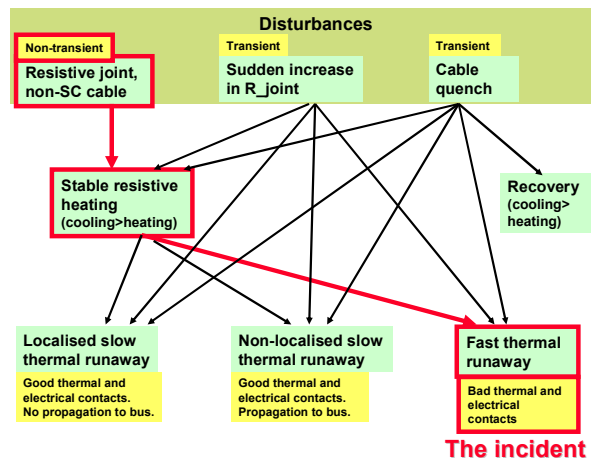 Disturbances
Non-transient
Resistive joint,
non-SC cable
Transient
Sudden increase
in R_joint
Transient
Cable
quench
Stable resistive
heating
(cooling>heating)
Recovery
(cooling>
heating)
Localised slow
thermal runaway
Good thermal and
electrical contacts.
No propagation to bus.
Non-localised slow
thermal runaway
Good thermal and
electrical contacts.
Propagation to bus.
Fast thermal
runaway
Bad thermal and
electrical
contacts
The incident